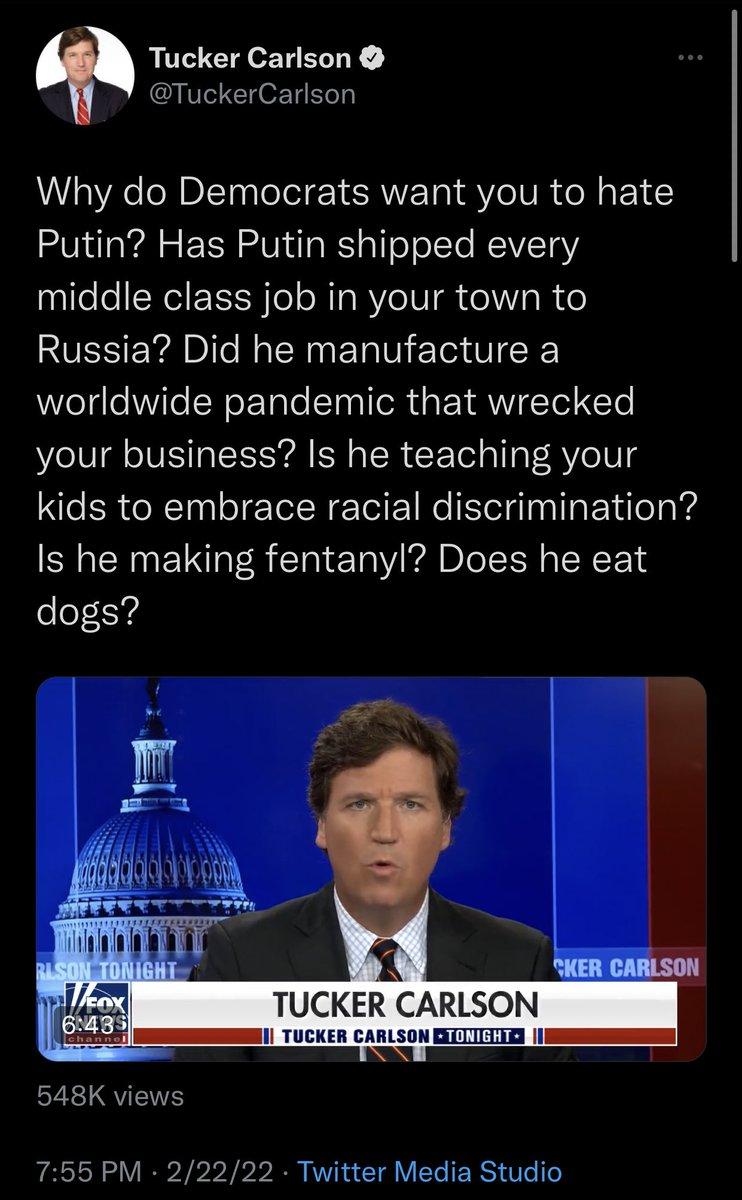 Tucker Carlson
@TuckerCarlson
Why do Democrats want you to hate
Putin? Has Putin shipped every
middle class job in your town to
Russia? Did he manufacture a
worldwide pandemic that wrecked
your business? Is he teaching your
kids to embrace racial discrimination?
Is he making fentanyl? Does he eat
dogs?
RLSON TONIGHT
CKER CARLSON
FOX
NEWS
channel
6:43
TUCKER CARLSON
TUCKER CARLSON TONIGHT
548K views
7:55 PM · 2/22/22 · Twitter Media Studio